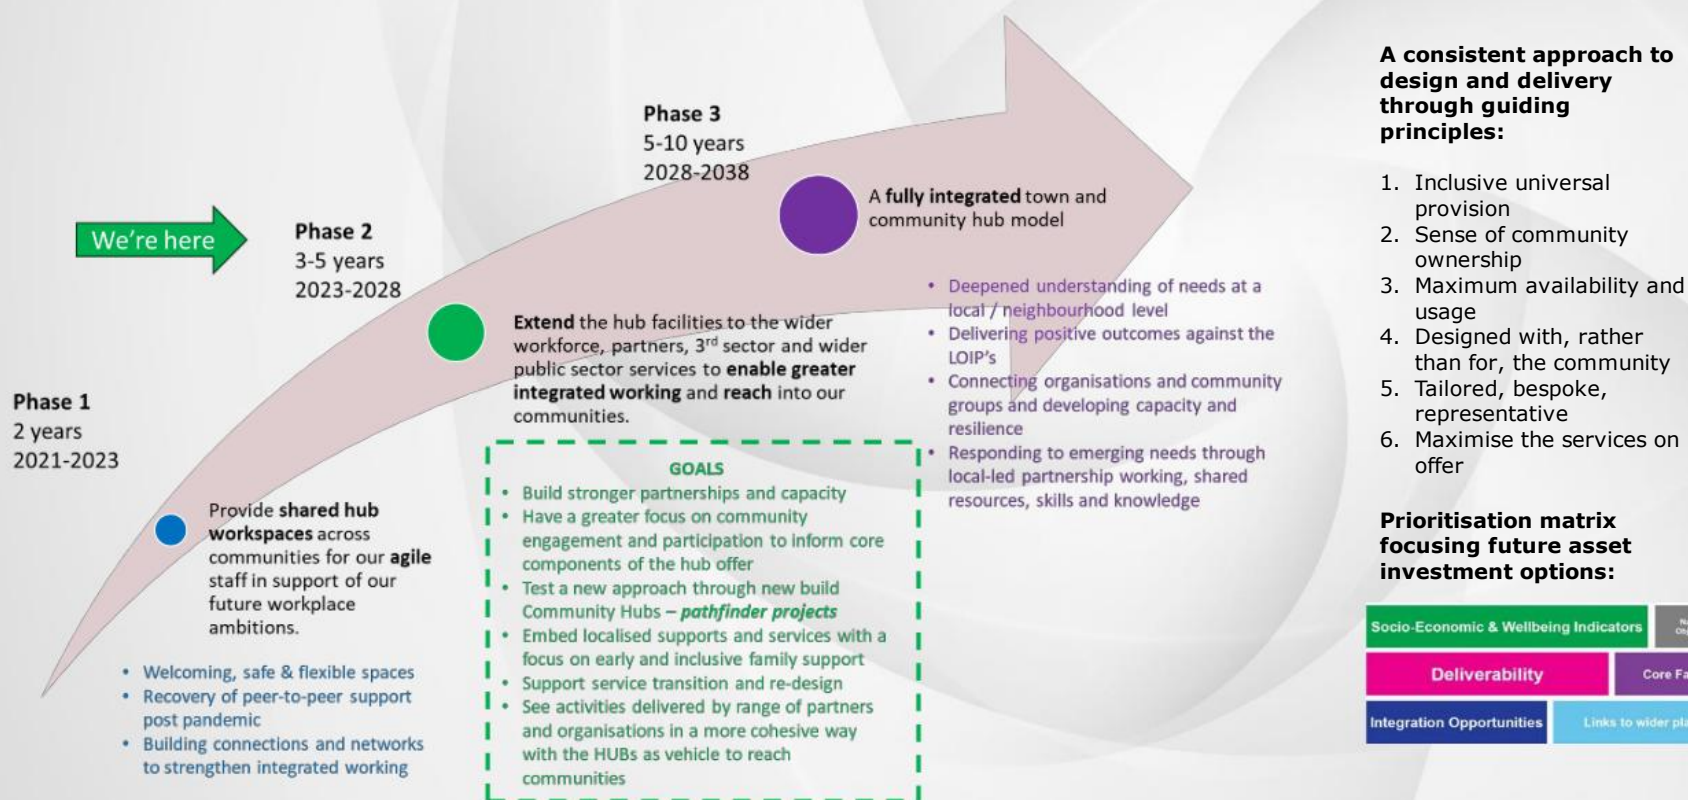 Phase 3
5-10 years
2028-2038
A fully integrated town and
community hub model
We're here
Phase 2
3-5 years
2023-2028
Extend the hub facilities to the wider
workforce, partners, 3rd sector and wider
public sector services to enable greater
integrated working and reach into our
communities.
Phase 1
2 years
2021-2023
Provide shared hub
workspaces across
communities for our agile
staff in support of our
future workplace
ambitions.
• Welcoming, safe & flexible spaces
• Recovery of peer-to-peer support
post pandemic
• Building connections and networks
to strengthen integrated working
GOALS
• Build stronger partnerships and capacity
• Have a greater focus on community
engagement and participation to inform core
components of the hub offer
• Test a new approach through new build
Community Hubs – pathfinder projects
• Embed localised supports and services with a
focus on early and inclusive family support
• Support service transition and re-design
• See activities delivered by range of partners
and organisations in a more cohesive way
with the HUBs as vehicle to reach
communities
• Deepened understanding of needs at a
local / neighbourhood level
• Delivering positive outcomes against the
LOIP's
• Connecting organisations and community
groups and developing capacity and
resilience
• Responding to emerging needs through
local-led partnership working, shared
resources, skills and knowledge
A consistent approach to
design and delivery
through guiding
principles:
1. Inclusive universal
provision
2. Sense of community
ownership
3. Maximum availability and
usage
4. Designed with, rather
than for, the community
5. Tailored, bespoke,
representative
6. Maximise the services on
offer
Prioritisation matrix
focusing future asset
investment options:
Socio-Economic & Wellbeing Indicators
Deliverability
Core
Integration Opportunities
Links to wider